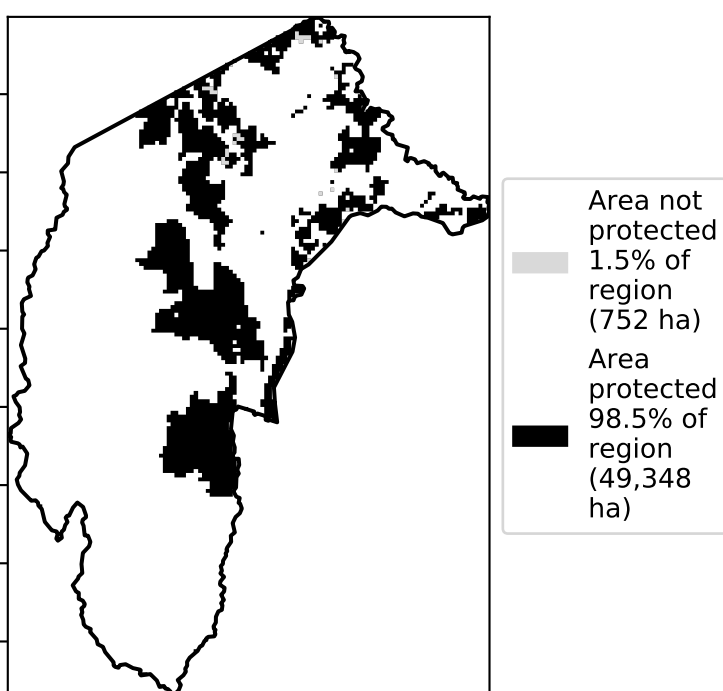 Area not
protected
1.5% of
region
(752 ha)
Area
protected
98.5% of
region
(49,348
ha)